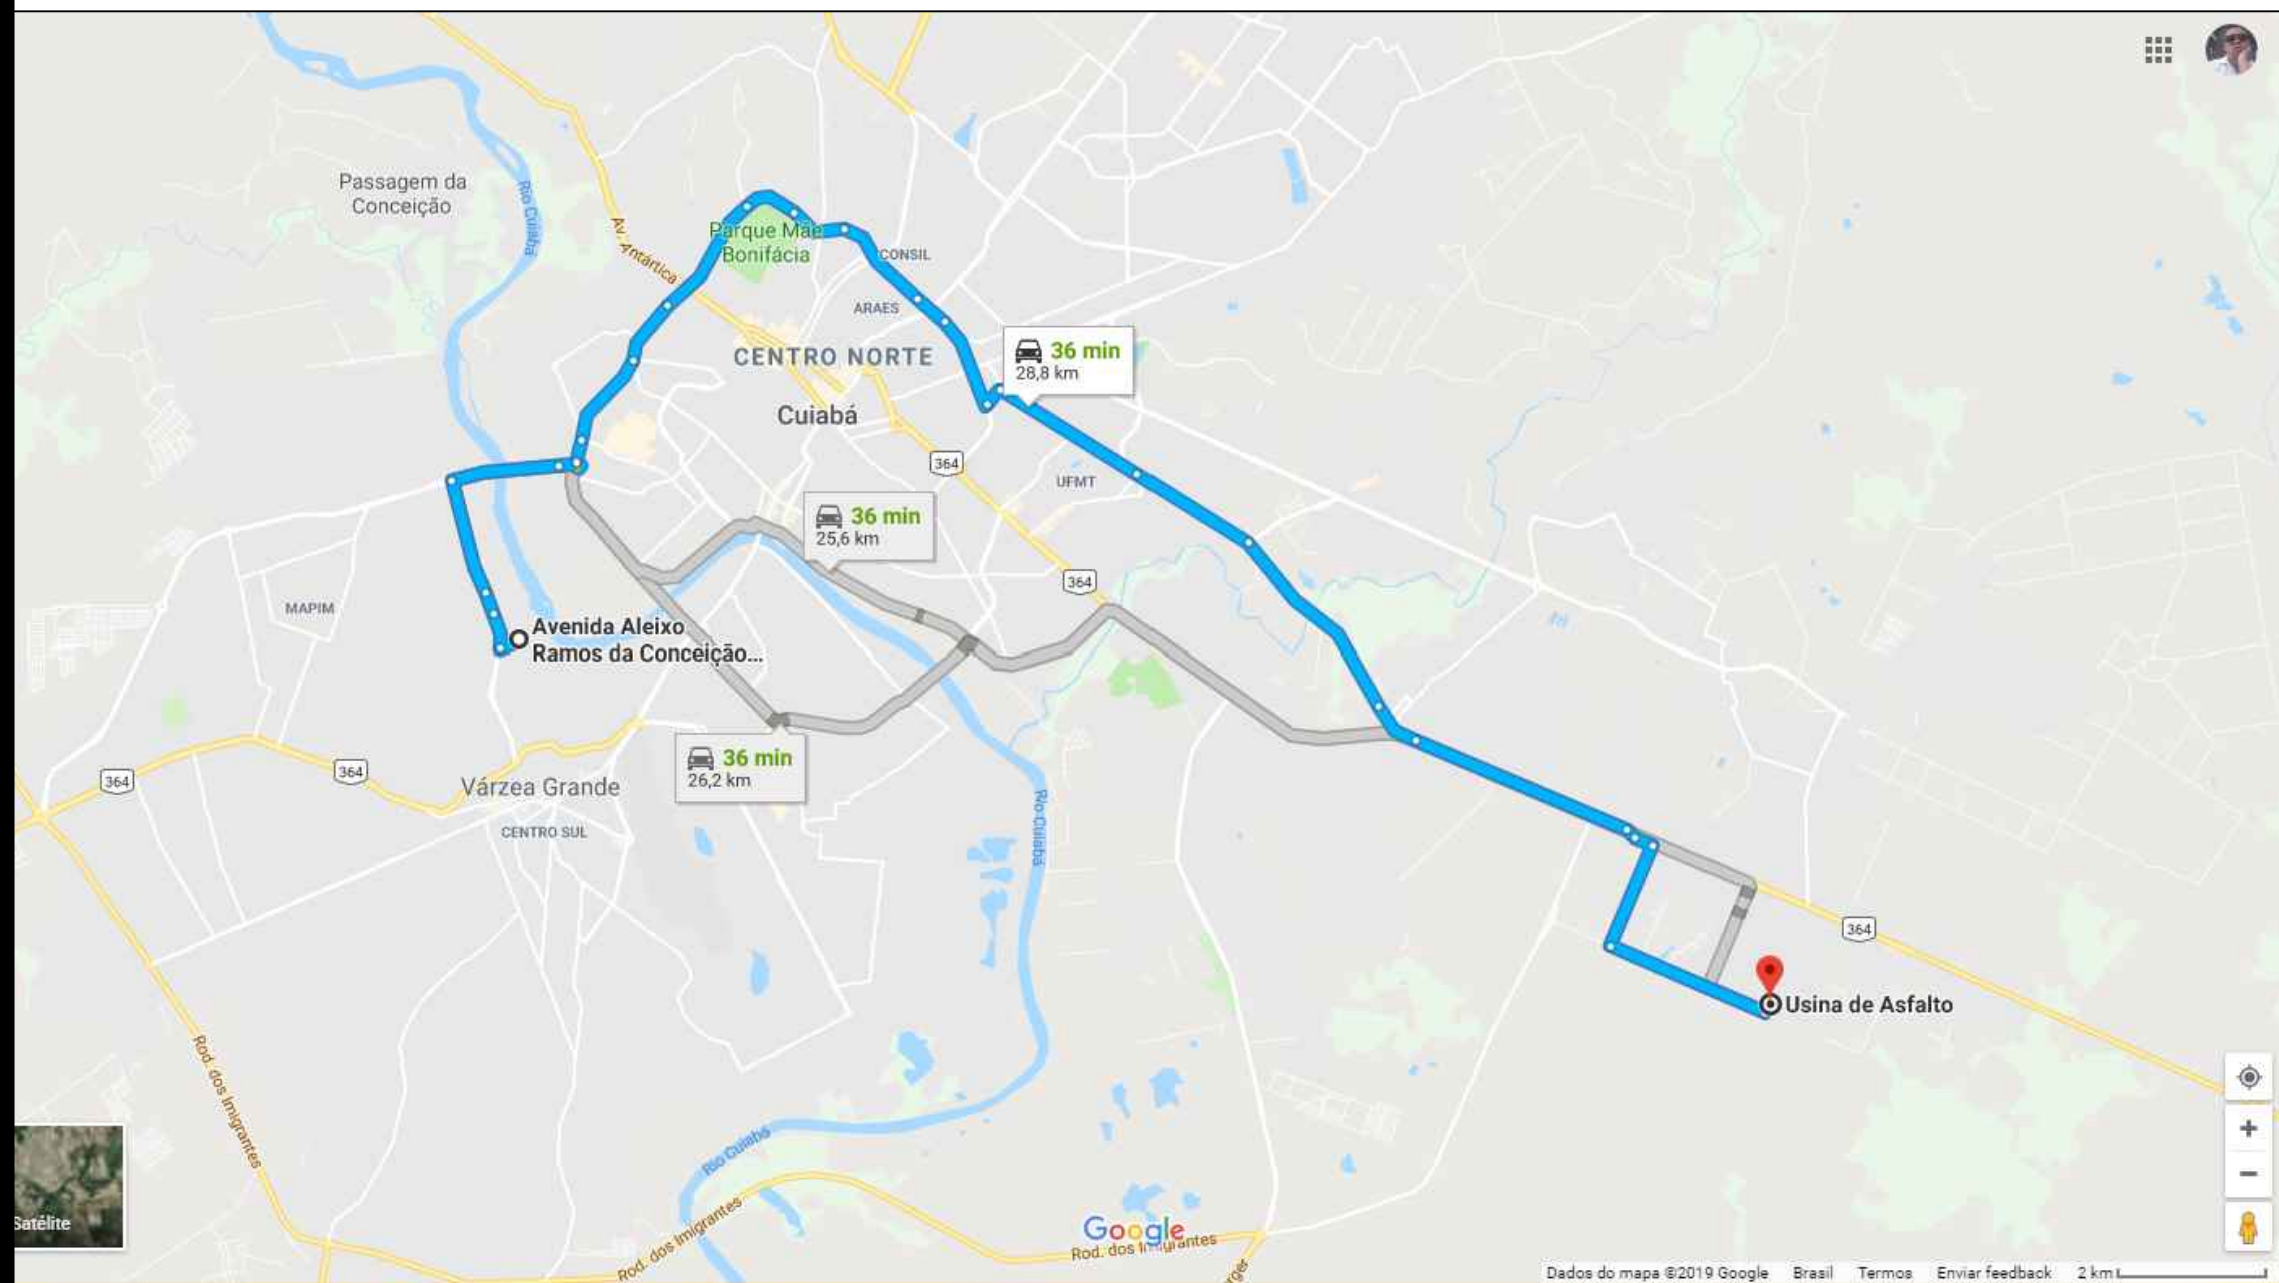 Passagem da
Conceição
Rio Cuiabá
Av. Antártica
Parque Mãe
Bonifácia
CONSIL
ARAES
CENTRO NORTE
36 min
28,8 km
Cuiabá
364
UFMT
36 min
25,6 km
364
MAPIM
Avenida Aleixo
Ramos da Conceição...
36 min
26,2 km
364
364
Várzea Grande
CENTRO SUL
Rio Cuiabá
364
Usina de Asfalto
Rod. dos Imigrantes
Rio Cuiabá
Satélite
Rod. dos Imigrantes
Google
Rod. dos Imigrantes
Dados do mapa ©2019 Google Brasil Termos Enviar feedback 2 km